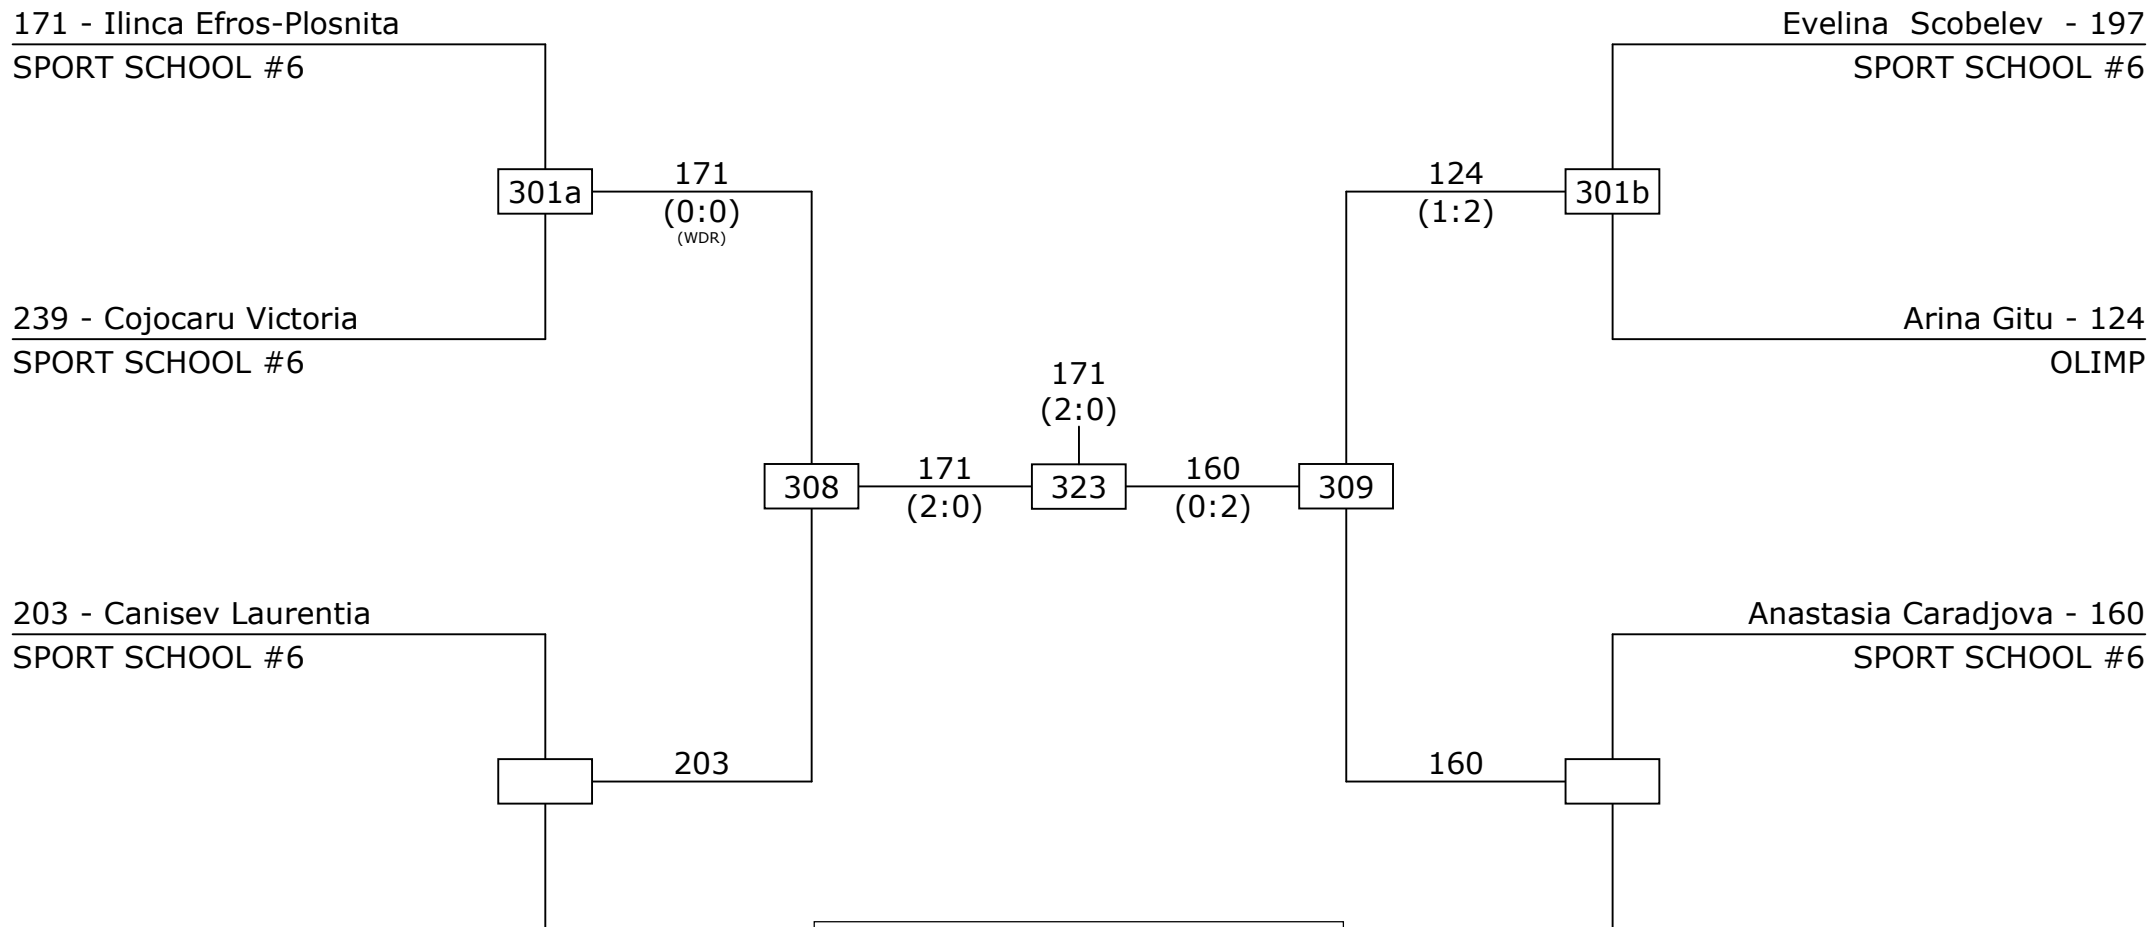 171 - Ilinca Efros-Plosnita
SPORT SCHOOL #6
Evelina  Scobelev  - 197
SPORT SCHOOL #6
301a
171
(0:0)
(WDR)
124
(1:2)
301b
239 - Cojocaru Victoria
SPORT SCHOOL #6
Arina Gitu - 124
OLIMP
171
(2:0)
308
171
(2:0)
323
160
(0:2)
309
203 - Canisev Laurentia
SPORT SCHOOL #6
Anastasia Caradjova - 160
SPORT SCHOOL #6
203
160